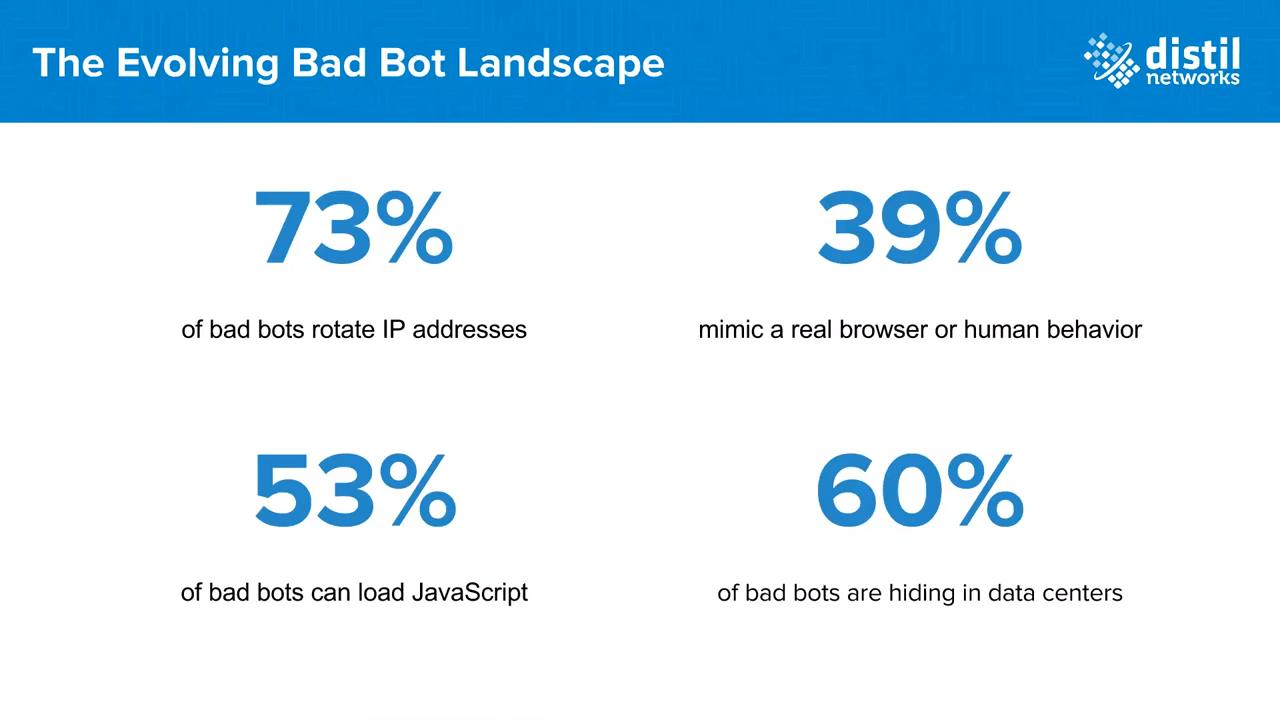 The Evolving Bad Bot Landscape
distil
networks
73%
of bad bots rotate IP addresses
39%
mimic a real browser or human behavior
53%
of bad bots can load JavaScript
60%
of bad bots are hiding in data centers